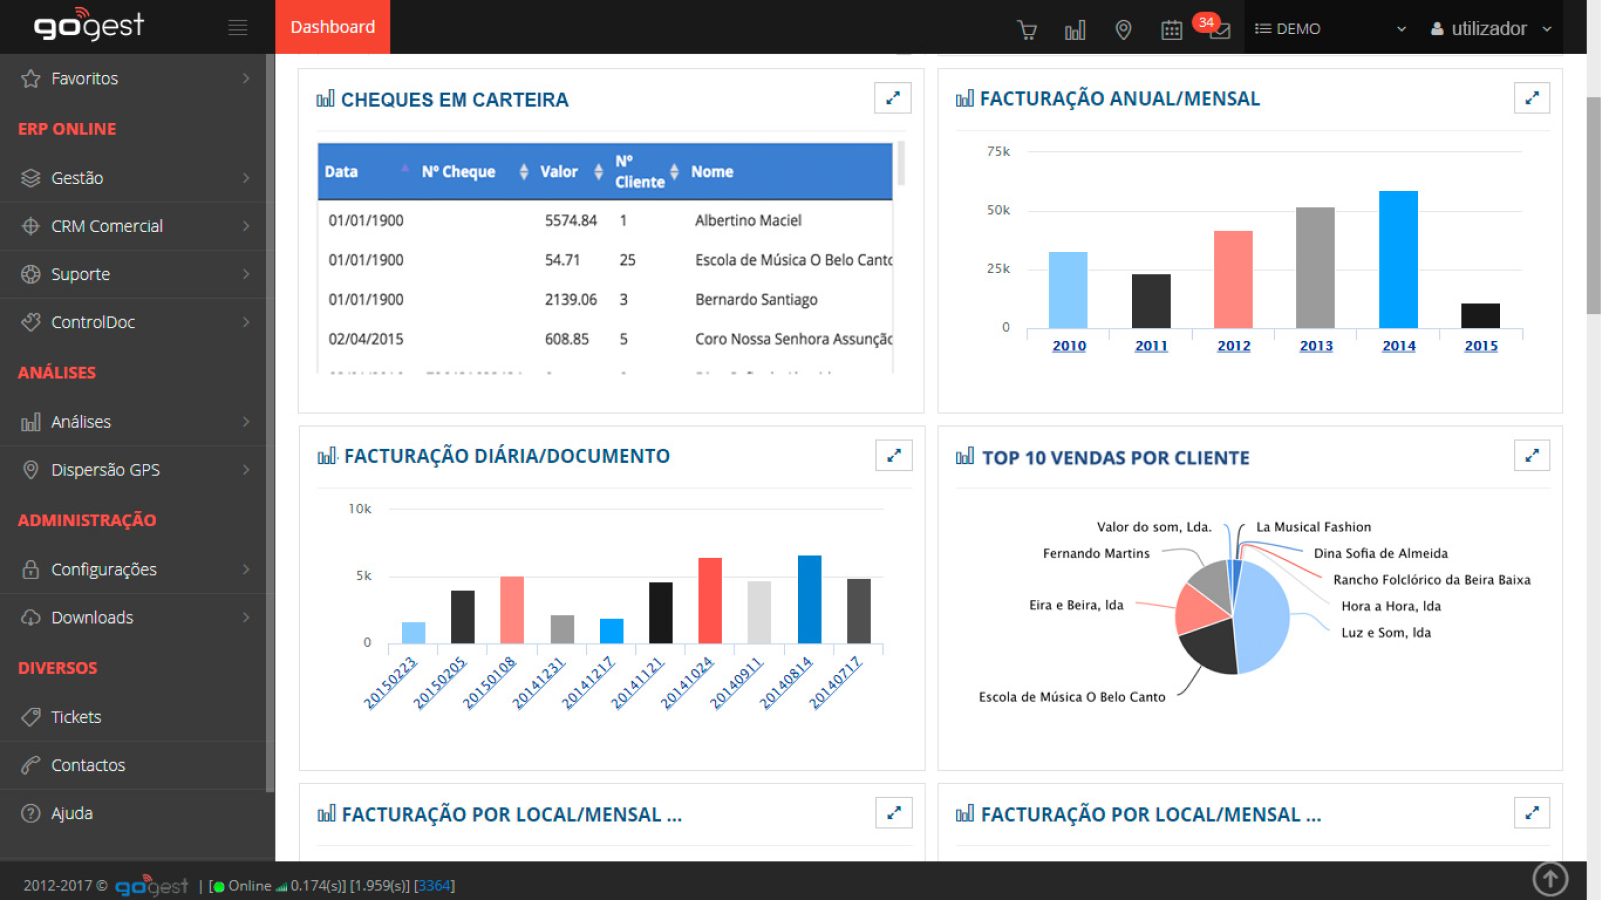 gogest
Dashboard
34
DEMO
utilizador
Favoritos
ERP ONLINE
Gestão
CRM Comercial
Suporte
ControlDoc
ANÁLISES
Análises
Dispersão GPS
ADMINISTRAÇÃO
Configurações
Downloads
DIVERSOS
Tickets
Contactos
Ajuda
CHEQUES EM CARTEIRA
Data Nº Cheque Valor Nº Cliente Nome
01/01/1900 5574.84 1 Albertino Maciel
01/01/1900 54.71 25 Escola de Música O Belo Canto
01/01/1900 2139.06 3 Bernardo Santiago
02/04/2015 608.85 5 Coro Nossa Senhora Assunção
FACTURAÇÃO ANUAL/MENSAL
75k
50k
25k
0
2010 2011 2012 2013 2014 2015
FACTURAÇÃO DIÁRIA/DOCUMENTO
10k
5k
0
20150223 20150205 20150108 20141231 20141217 20141121 20141024 20140911 20140814 20140717
TOP 10 VENDAS POR CLIENTE
Valor do som, Lda. La Musical Fashion
Fernando Martins Dina Sofia de Almeida
Rancho Folclórico da Beira Baixa
Eira e Beira, lda Hora a Hora, lda
Luz e Som, lda
Escola de Música O Belo Canto
FACTURAÇÃO POR LOCAL/MENSAL ...
FACTURAÇÃO POR LOCAL/MENSAL ...
2012-2017 © gogest | [Online 0.174(s)] [1.959(s)] [3364]